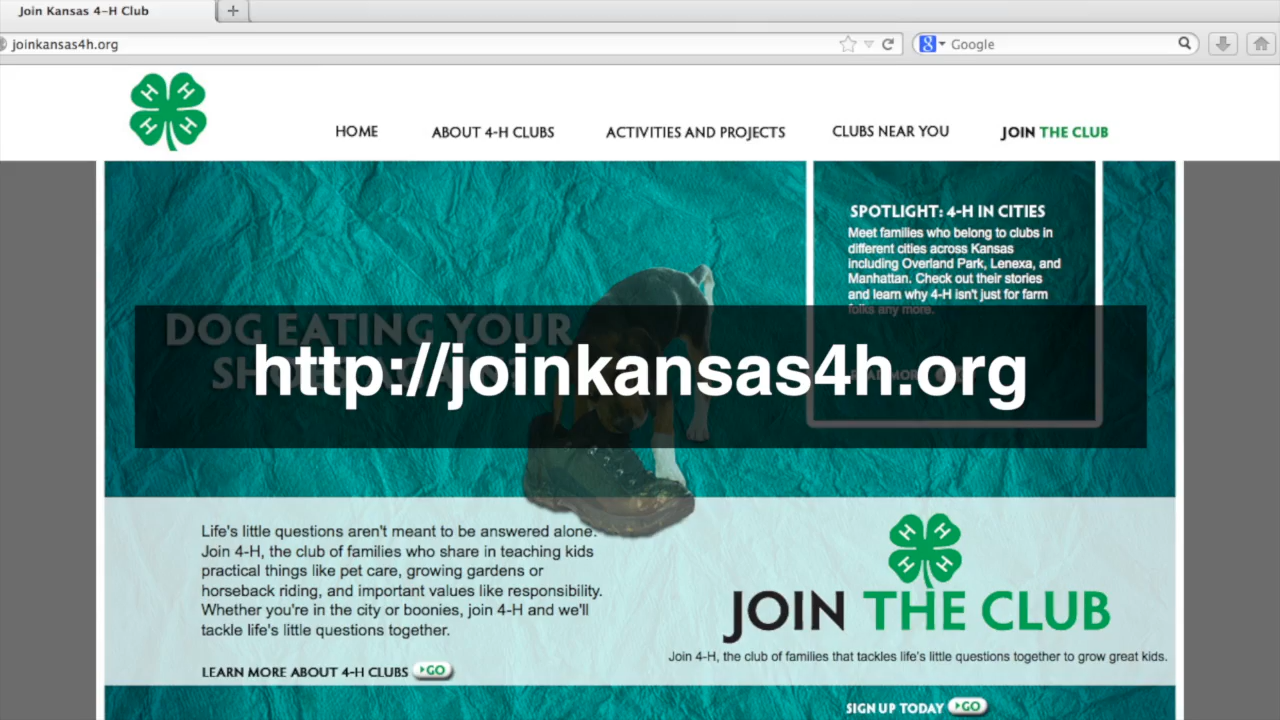 Join Kansas 4-H Club
joinkansas4h.org
Google
HOME
ABOUT 4-H CLUBS
ACTIVITIES AND PROJECTS
CLUBS NEAR YOU
JOIN THE CLUB
SPOTLIGHT: 4-H IN CITIES
Meet families who belong to clubs in
different cities across Kansas
including Overland Park, Lenexa, and
Manhattan. Check out their stories
and learn why 4-H isn't just for farm
folks any more.
DOG EATING YOUR
http://joinkansas4h.org
Life's little questions aren't meant to be answered alone.
Join 4-H, the club of families who share in teaching kids
practical things like pet care, growing gardens or
horseback riding, and important values like responsibility.
Whether you're in the city or boonies, join 4-H and we'll
tackle life's little questions together.
LEARN MORE ABOUT 4-H CLUBS GO
H H H H
JOIN THE CLUB
Join 4-H, the club of families that tackles life's little questions together to grow great kids.
SIGN UP TODAY GO